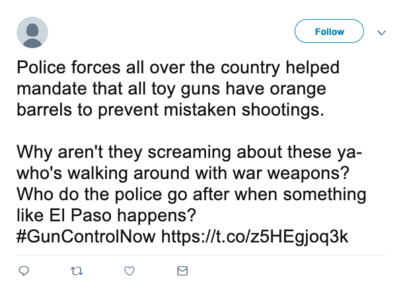 Follow
Police forces all over the country helped
mandate that all toy guns have orange
barrels to prevent mistaken shootings.
Why aren't they screaming about these ya-
who's walking around with war weapons?
Who do the police go after when something
like El Paso happens?
#GunControlNow https://t.co/z5HEgjoq3k